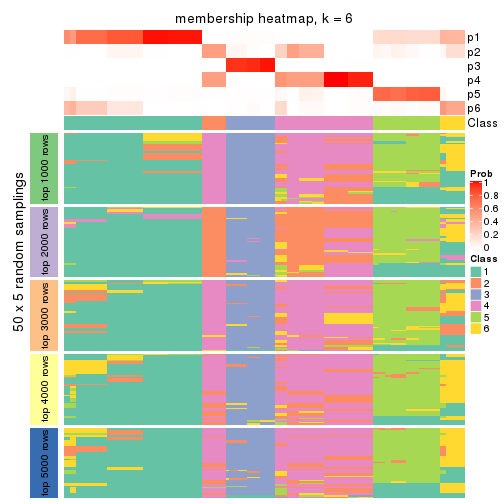 membership heatmap, k = 6
p1
p2
p3
p4
p5
p6
Class
50 x 5 random samplings
top 1000 rows
top 2000 rows
top 3000 rows
top 4000 rows
top 5000 rows
Prob
1
0.8
0.6
0.4
0.2
0
Class
1
2
3
4
5
6